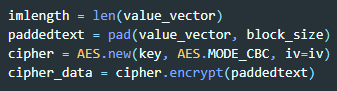 imlength = len(value_vector)
paddedtext = pad(value_vector, block_size)
cipher = AES.new(key, AES.MODE_CBC, iv=iv)
cipher_data = cipher.encrypt(paddedtext)